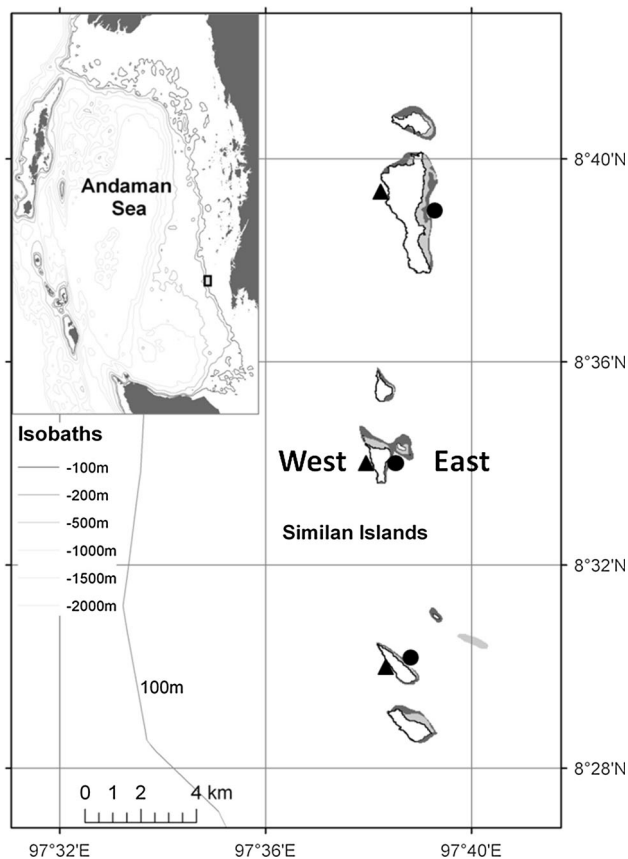 Andaman
Sea
8°40'N
8°36'N
Isobaths
-100m
-200m
-500m
-1000m
-1500m
-2000m
West
East
Similan Islands
8°32'N
100m
0 1 2 4 km
8°28'N
97°32'E
97°36'E
97°40'E